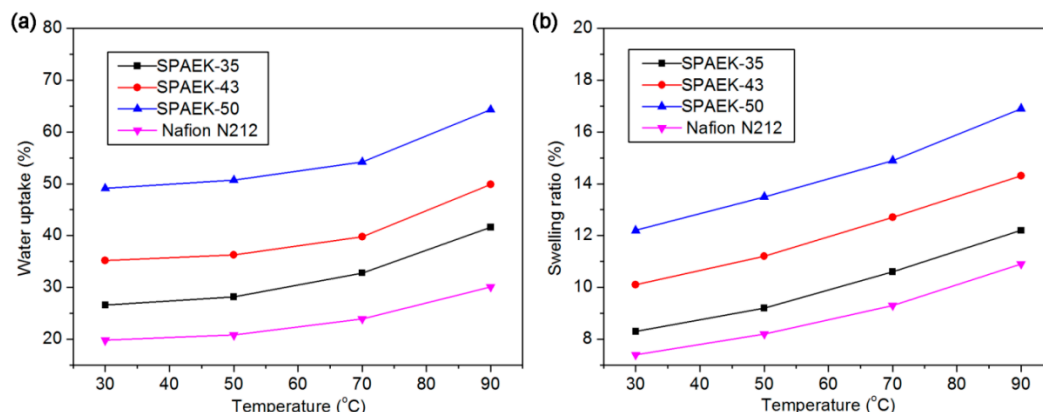 (a)
80
70
60
50
40
30
20
Water uptake (%)
SPAEK-35
SPAEK-43
SPAEK-50
Nafion N212
30 40 50 60 70 80 90
Temperature (°C)
(b)
20
18
16
14
12
10
8
Swelling ratio (%)
SPAEK-35
SPAEK-43
SPAEK-50
Nafion N212
30 40 50 60 70 80 90
Temperature (°C)